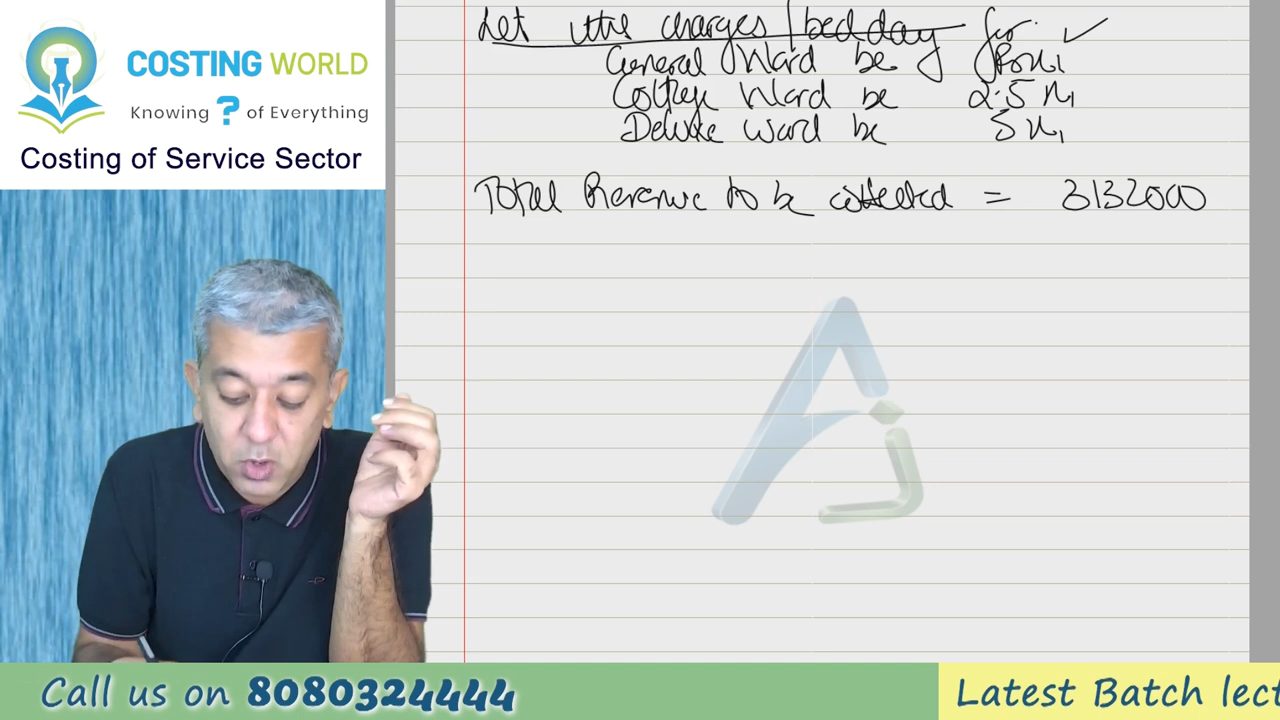 COSTING WORLD
Knowing ? of Everything
Costing of Service Sector
Let the charges / bed day for
General Ward be Rs x1
Cottage Ward be 2.5 x1
Deluxe Ward be 5 x1
Total Revenue to be collected = 3132000
Call us on 8080324444
Latest Batch lect